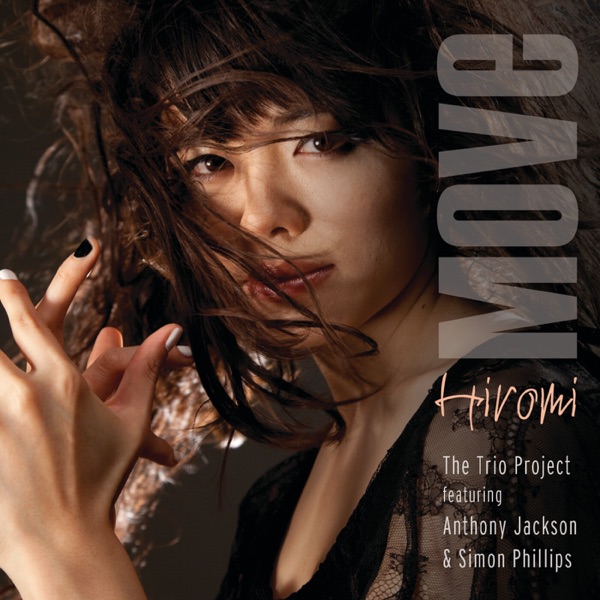 MOVE
Hiromi
The Trio Project
featuring
Anthony Jackson
& Simon Phillips